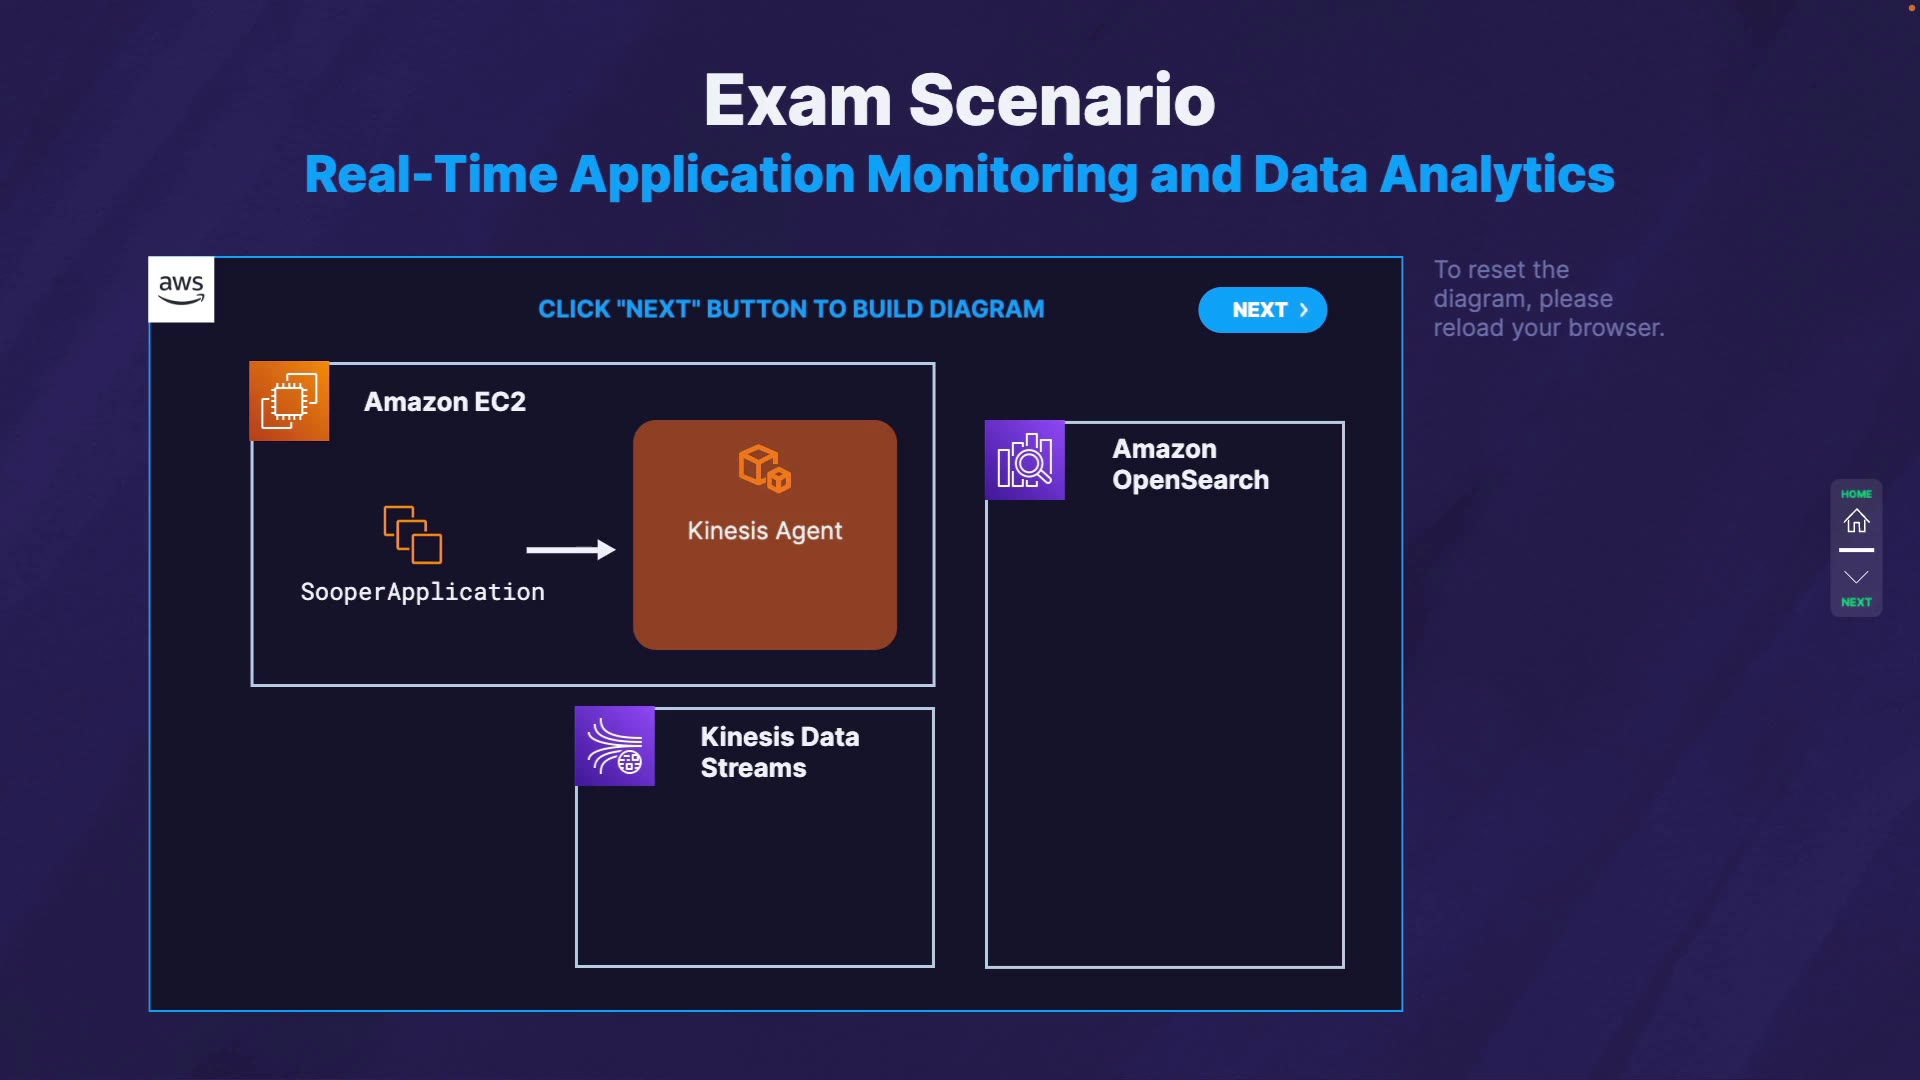 Exam Scenario
Real-Time Application Monitoring and Data Analytics
aws
CLICK "NEXT" BUTTON TO BUILD DIAGRAM
NEXT
To reset the
diagram, please
reload your browser.
Amazon EC2
SooperApplication
Kinesis Agent
Amazon
OpenSearch
Kinesis Data
Streams
HOME
NEXT